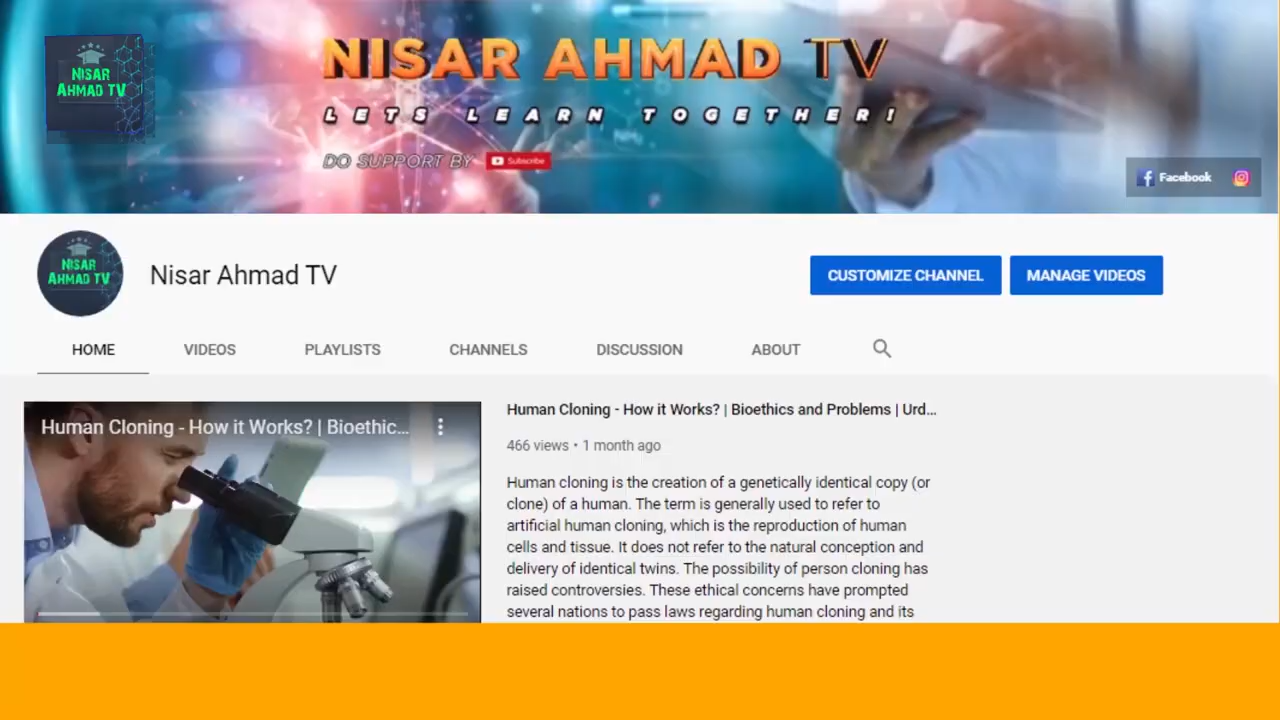 NISAR
AHMAD TV
NISAR AHMAD TV
LETS LEARN TOGETHER!
DO SUPPORT BY Subscribe
Facebook
NISAR
AHMAD TV
Nisar Ahmad TV
CUSTOMIZE CHANNEL
MANAGE VIDEOS
HOME VIDEOS PLAYLISTS CHANNELS DISCUSSION ABOUT
Human Cloning - How it Works? | Bioethic...
Human Cloning - How it Works? | Bioethics and Problems | Urd...
466 views • 1 month ago
Human cloning is the creation of a genetically identical copy (or
clone) of a human. The term is generally used to refer to
artificial human cloning, which is the reproduction of human
cells and tissue. It does not refer to the natural conception and
delivery of identical twins. The possibility of person cloning has
raised controversies. These ethical concerns have prompted
several nations to pass laws regarding human cloning and its